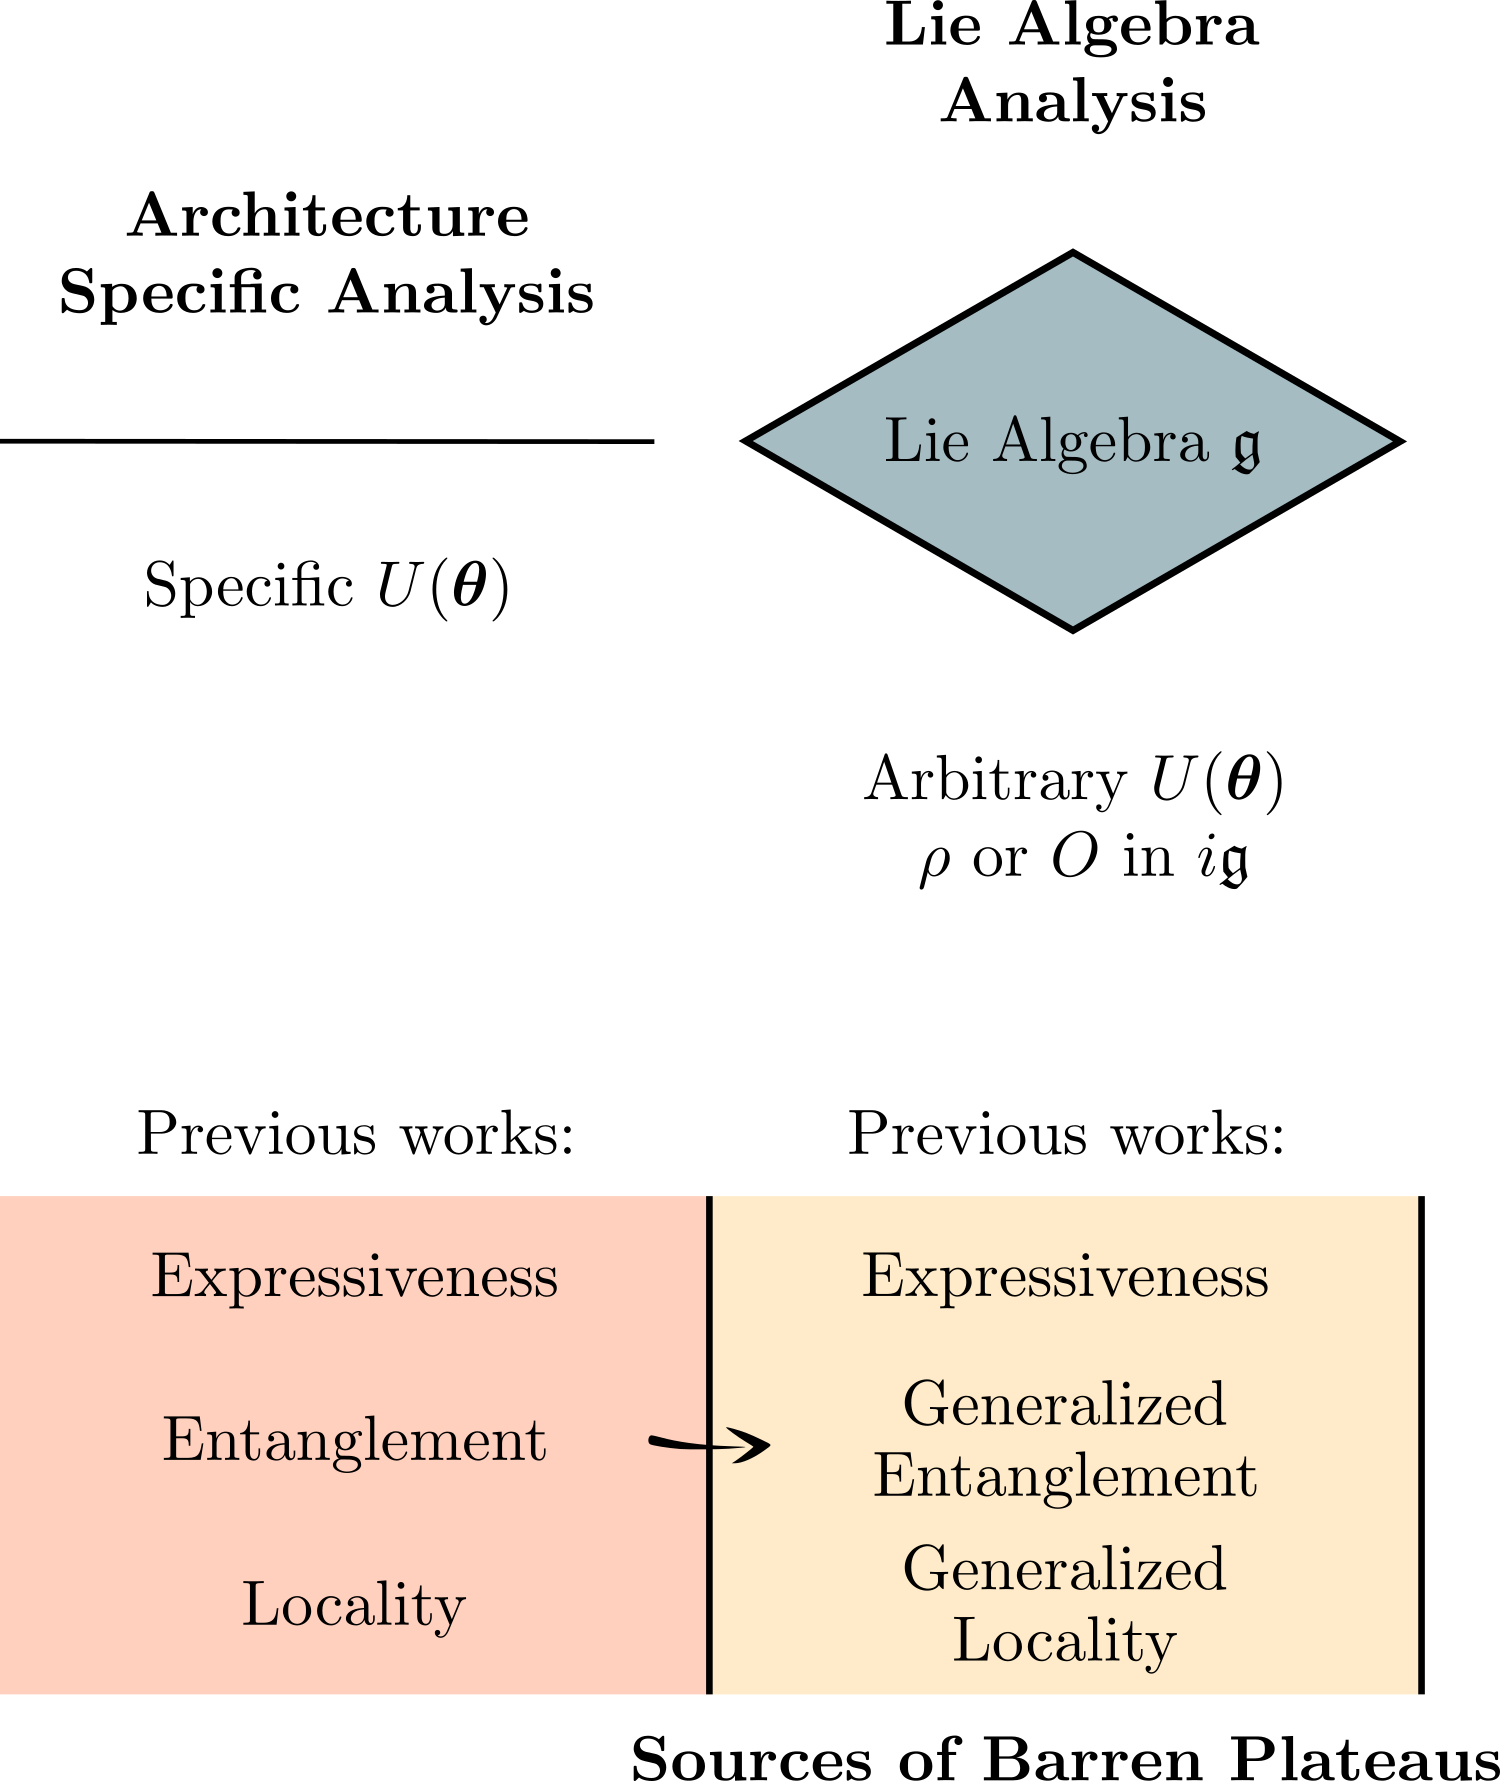 Lie Algebra
Analysis
Architecture
Specific Analysis
Lie Algebra 𝔤
Specific U(𝜽)
Arbitrary U(𝜽)
ρ or O in i𝔤
Previous works:
Previous works:
Expressiveness
Expressiveness
Entanglement
Generalized
Entanglement
Locality
Generalized
Locality
Sources of Barren Plateaus